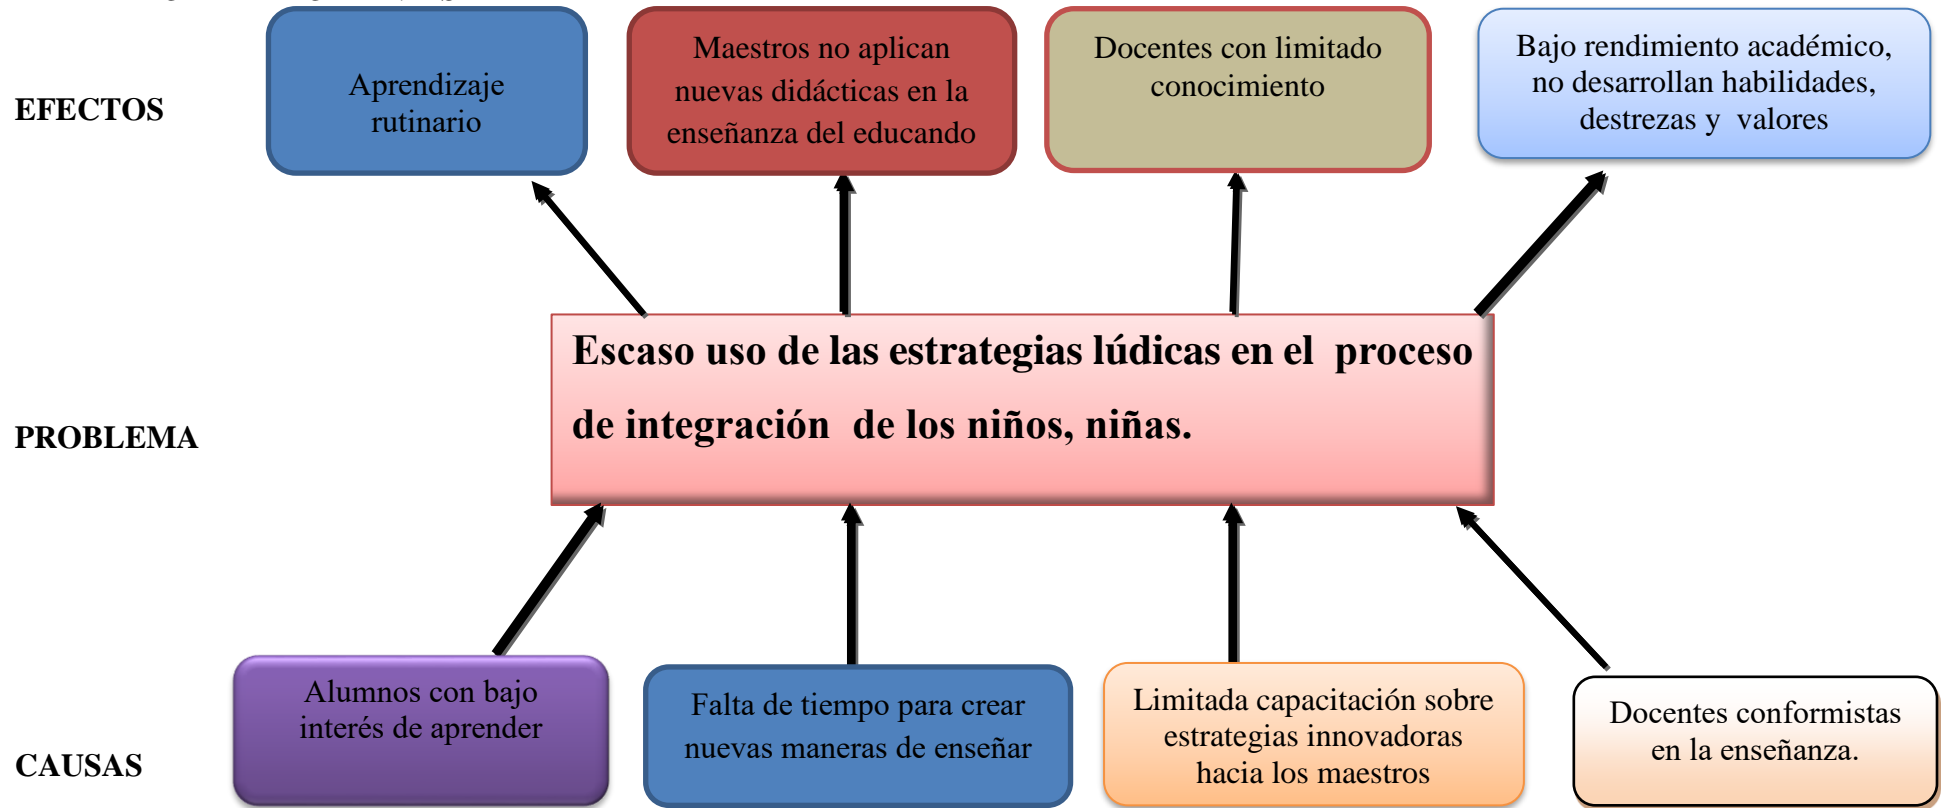 Aprendizaje
rutinario
Maestros no aplican
nuevas didácticas en la
enseñanza del educando
Docentes con limitado
conocimiento
Bajo rendimiento académico,
no desarrollan habilidades,
destrezas y valores
EFECTOS
Escaso uso de las estrategias lúdicas en el proceso
de integración de los niños, niñas.
PROBLEMA
Alumnos con bajo
interés de aprender
Falta de tiempo para crear
nuevas maneras de enseñar
Limitada capacitación sobre
estrategias innovadoras
hacia los maestros
Docentes conformistas
en la enseñanza.
CAUSAS